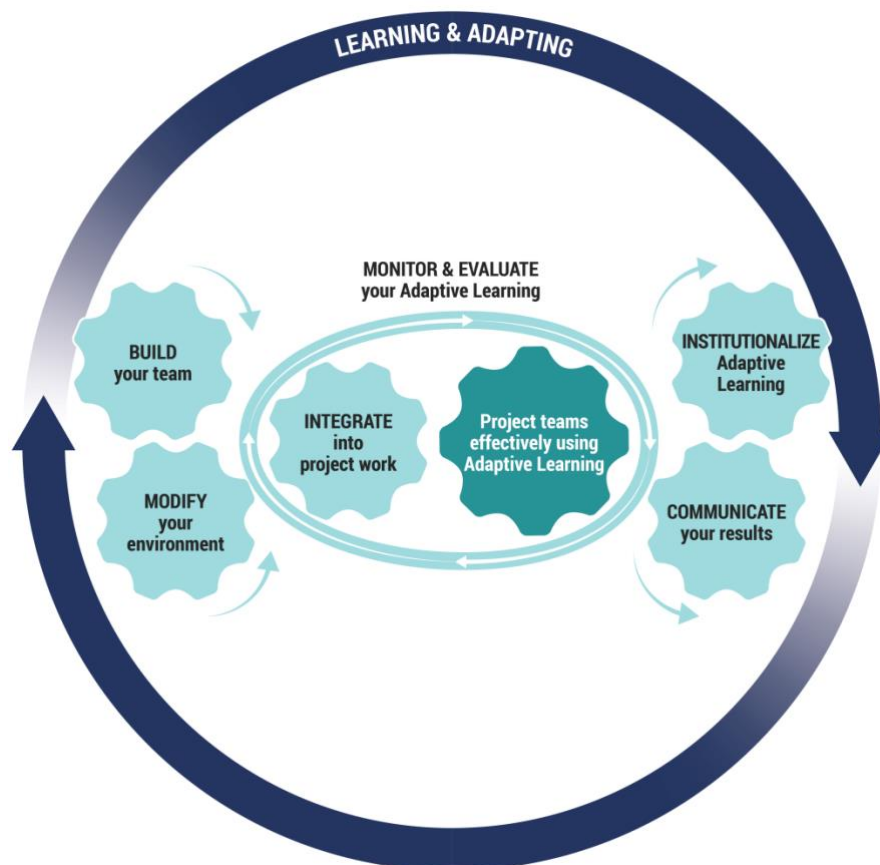 LEARNING & ADAPTING
MONITOR & EVALUATE
your Adaptive Learning
BUILD
your team
MODIFY
your
environment
INTEGRATE
into
project work
Project teams
effectively using
Adaptive Learning
INSTITUTIONALIZE
Adaptive
Learning
COMMUNICATE
your results